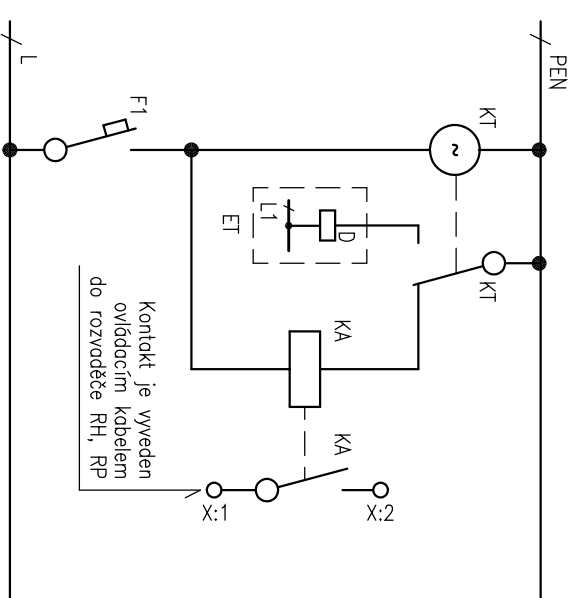 PEN
L
F1
KT
KT
L1
D
ET
KA
KA
Kontakt je vyveden
ovládacím kabelem
do rozvaděče RH, RP
X:1
X:2
~